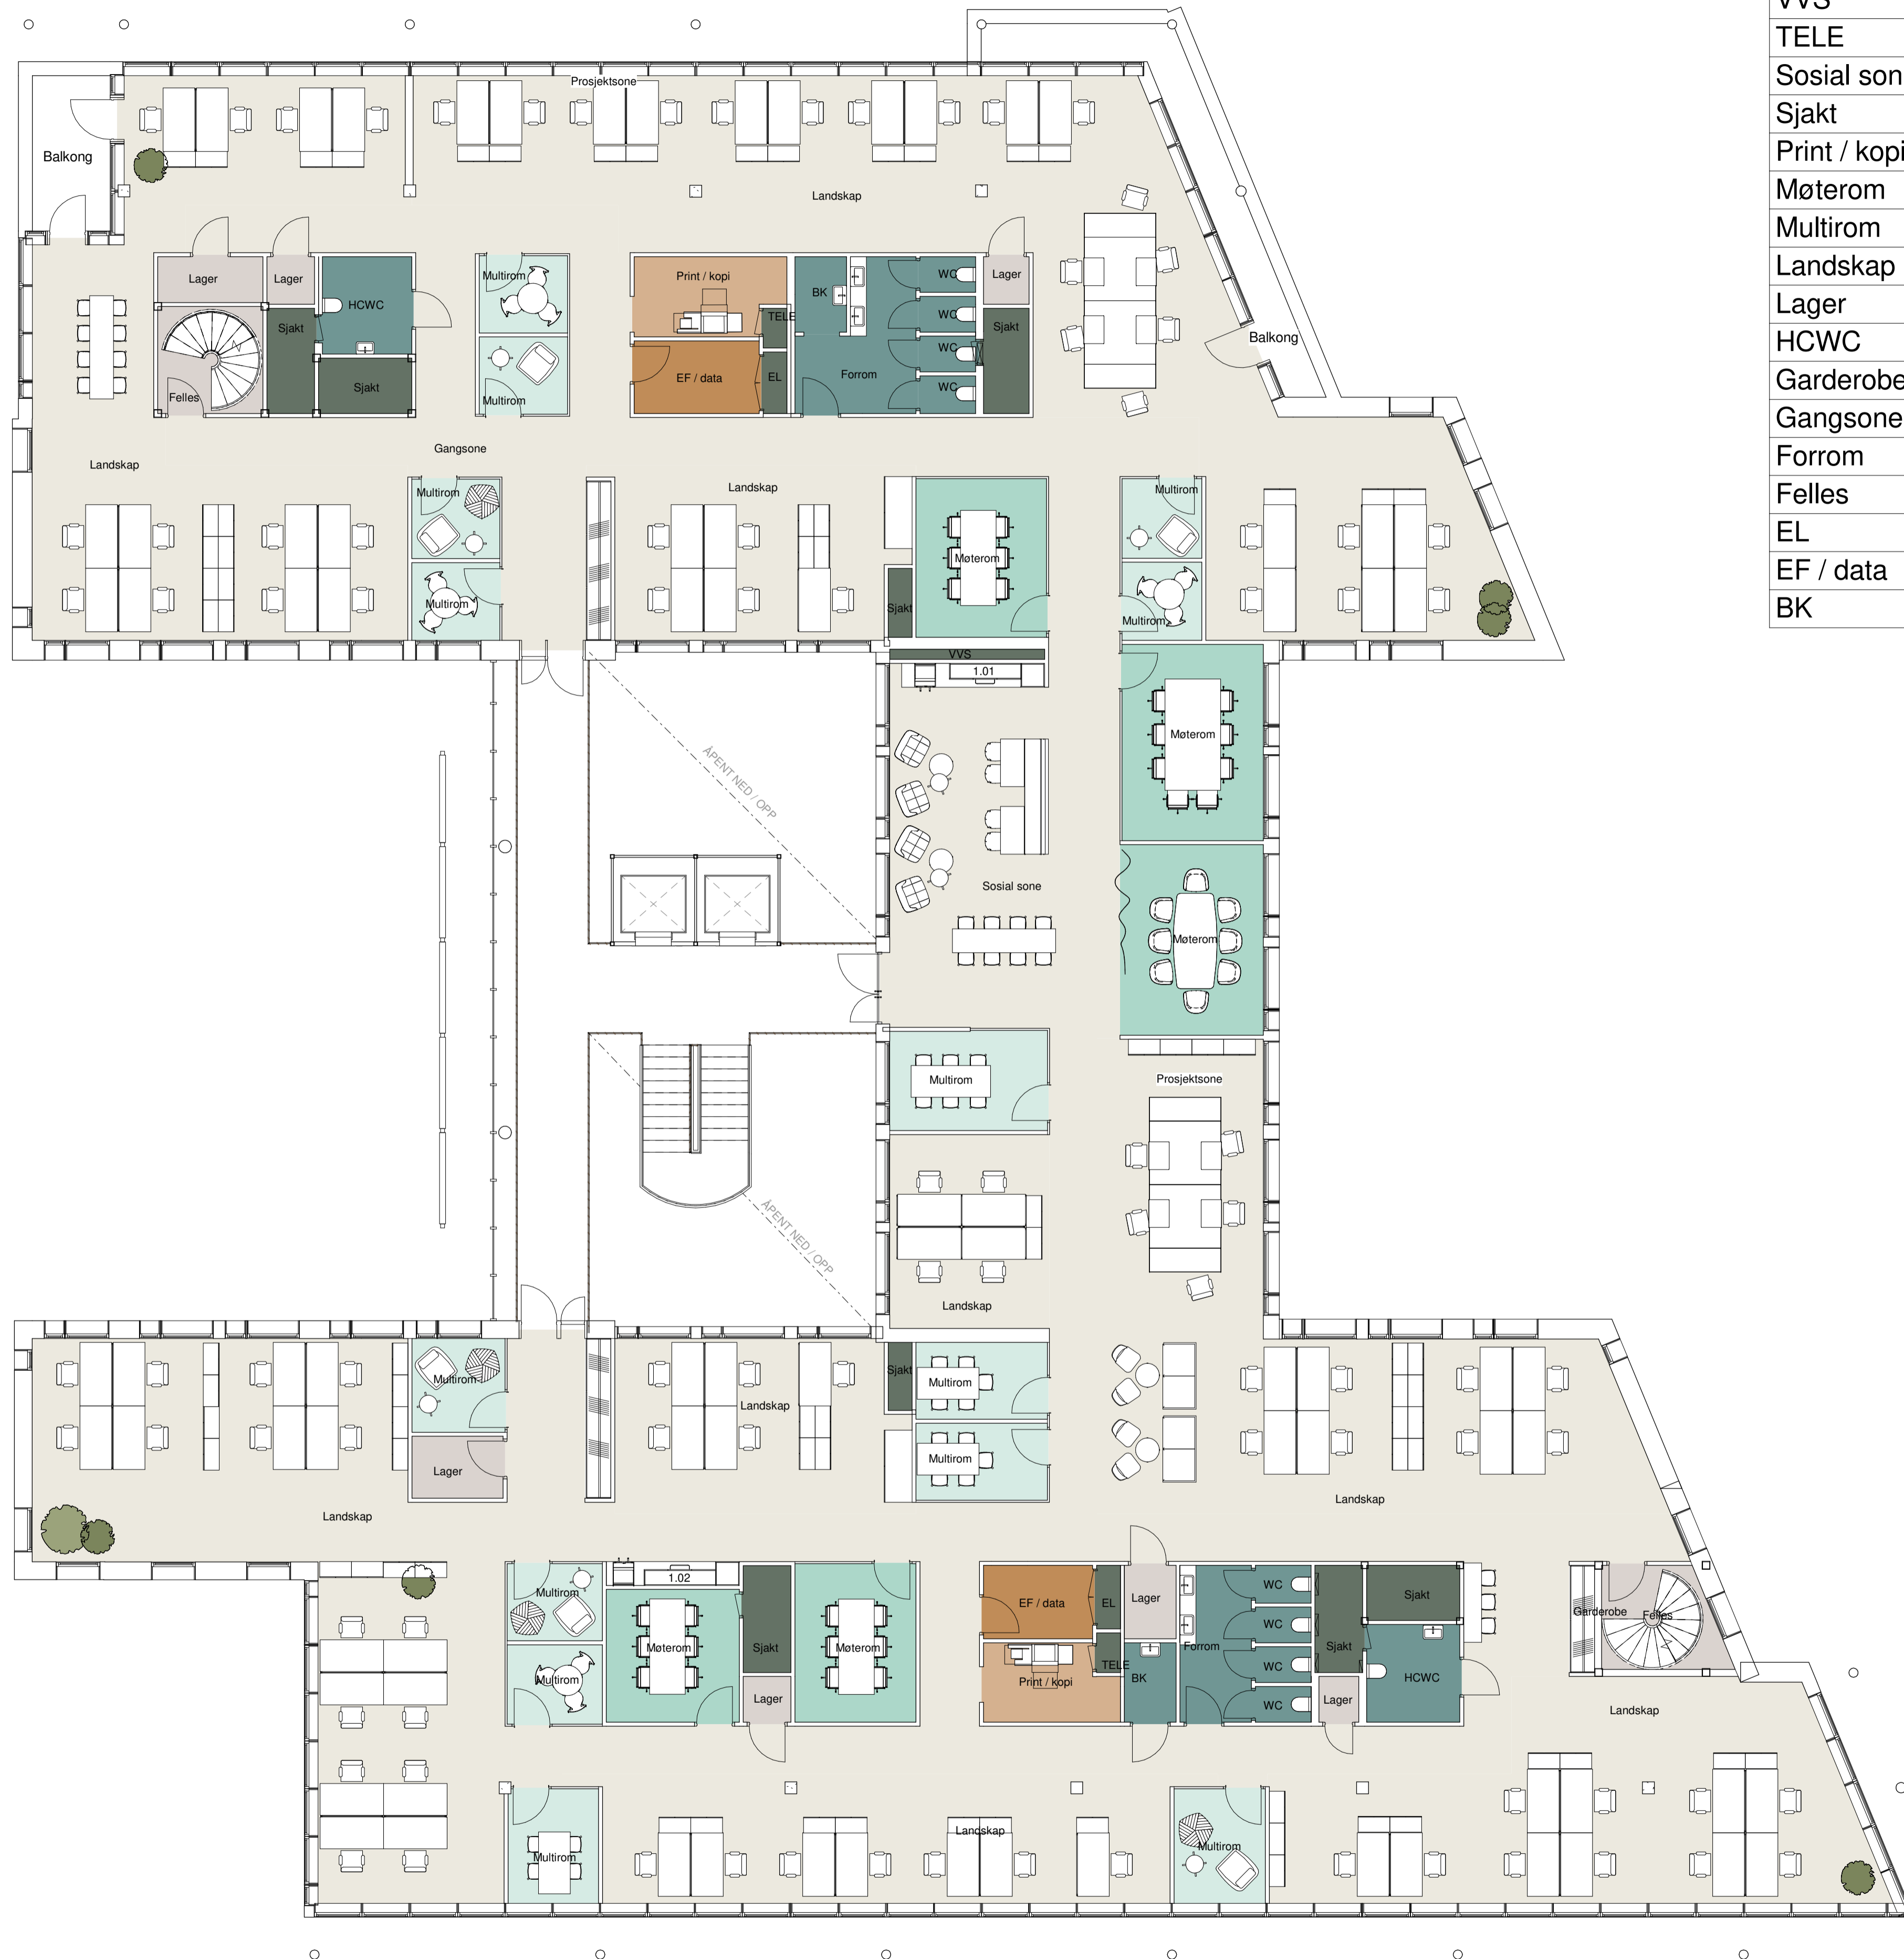 VVS
TELE
Sosial son
Sjakt
Print / kopi
Møterom
Multirom
Landskap
Lager
HCWC
Garderobe
Gangsone
Forrom
Felles
EL
EF / data
BK
Prosjektsone
Balkong
Landskap
Lager
Lager
HCWC
Sjakt
Sjakt
Felles
Multirom
Multirom
Print / kopi
TELE
EF / data
EL
BK
Forrom
WC
WC
WC
WC
Lager
Sjakt
Balkong
Landskap
Gangsone
Multirom
Multirom
Landskap
Møterom
Sjakt
VVS
1.01
Multirom
Multirom
Møterom
ÅPENT NED / OPP
Sosial sone
Møterom
Multirom
Prosjektsone
ÅPENT NED / OPP
Landskap
Multirom
Lager
Landskap
Landskap
Sjakt
Multirom
Multirom
Landskap
Multirom
Multirom
1.02
Møterom
Sjakt
Lager
Møterom
EF / data
EL
Lager
TELE
Print / kopi
BK
Forrom
WC
WC
WC
WC
Sjakt
Sjakt
Lager
HCWC
Garderobe
Felles
Landskap
Multirom
Landskap
Multirom